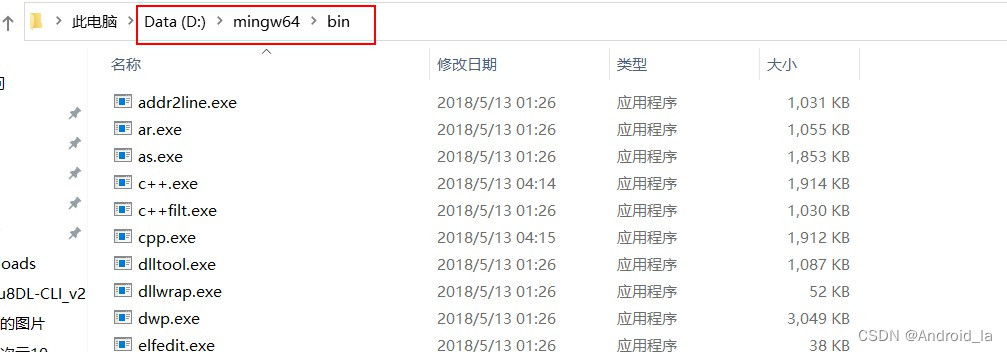 此电脑 Data (D:) mingw64 bin
名称 修改日期 类型 大小
问
addr2line.exe 2018/5/13 01:26 应用程序 1,031 KB
ar.exe 2018/5/13 01:26 应用程序 1,055 KB
as.exe 2018/5/13 01:26 应用程序 1,853 KB
c++.exe 2018/5/13 04:14 应用程序 1,914 KB
c++filt.exe 2018/5/13 01:26 应用程序 1,030 KB
cpp.exe 2018/5/13 04:15 应用程序 1,912 KB
oads dlltool.exe 2018/5/13 01:26 应用程序 1,087 KB
u8DL-CLI_v2 dllwrap.exe 2018/5/13 01:26 应用程序 52 KB
的图片 dwp.exe 2018/5/13 01:26 应用程序 3,049 KB
elfedit.exe 2018/5/13 01:26 应用程序 38 KB
CSDN @Android_la